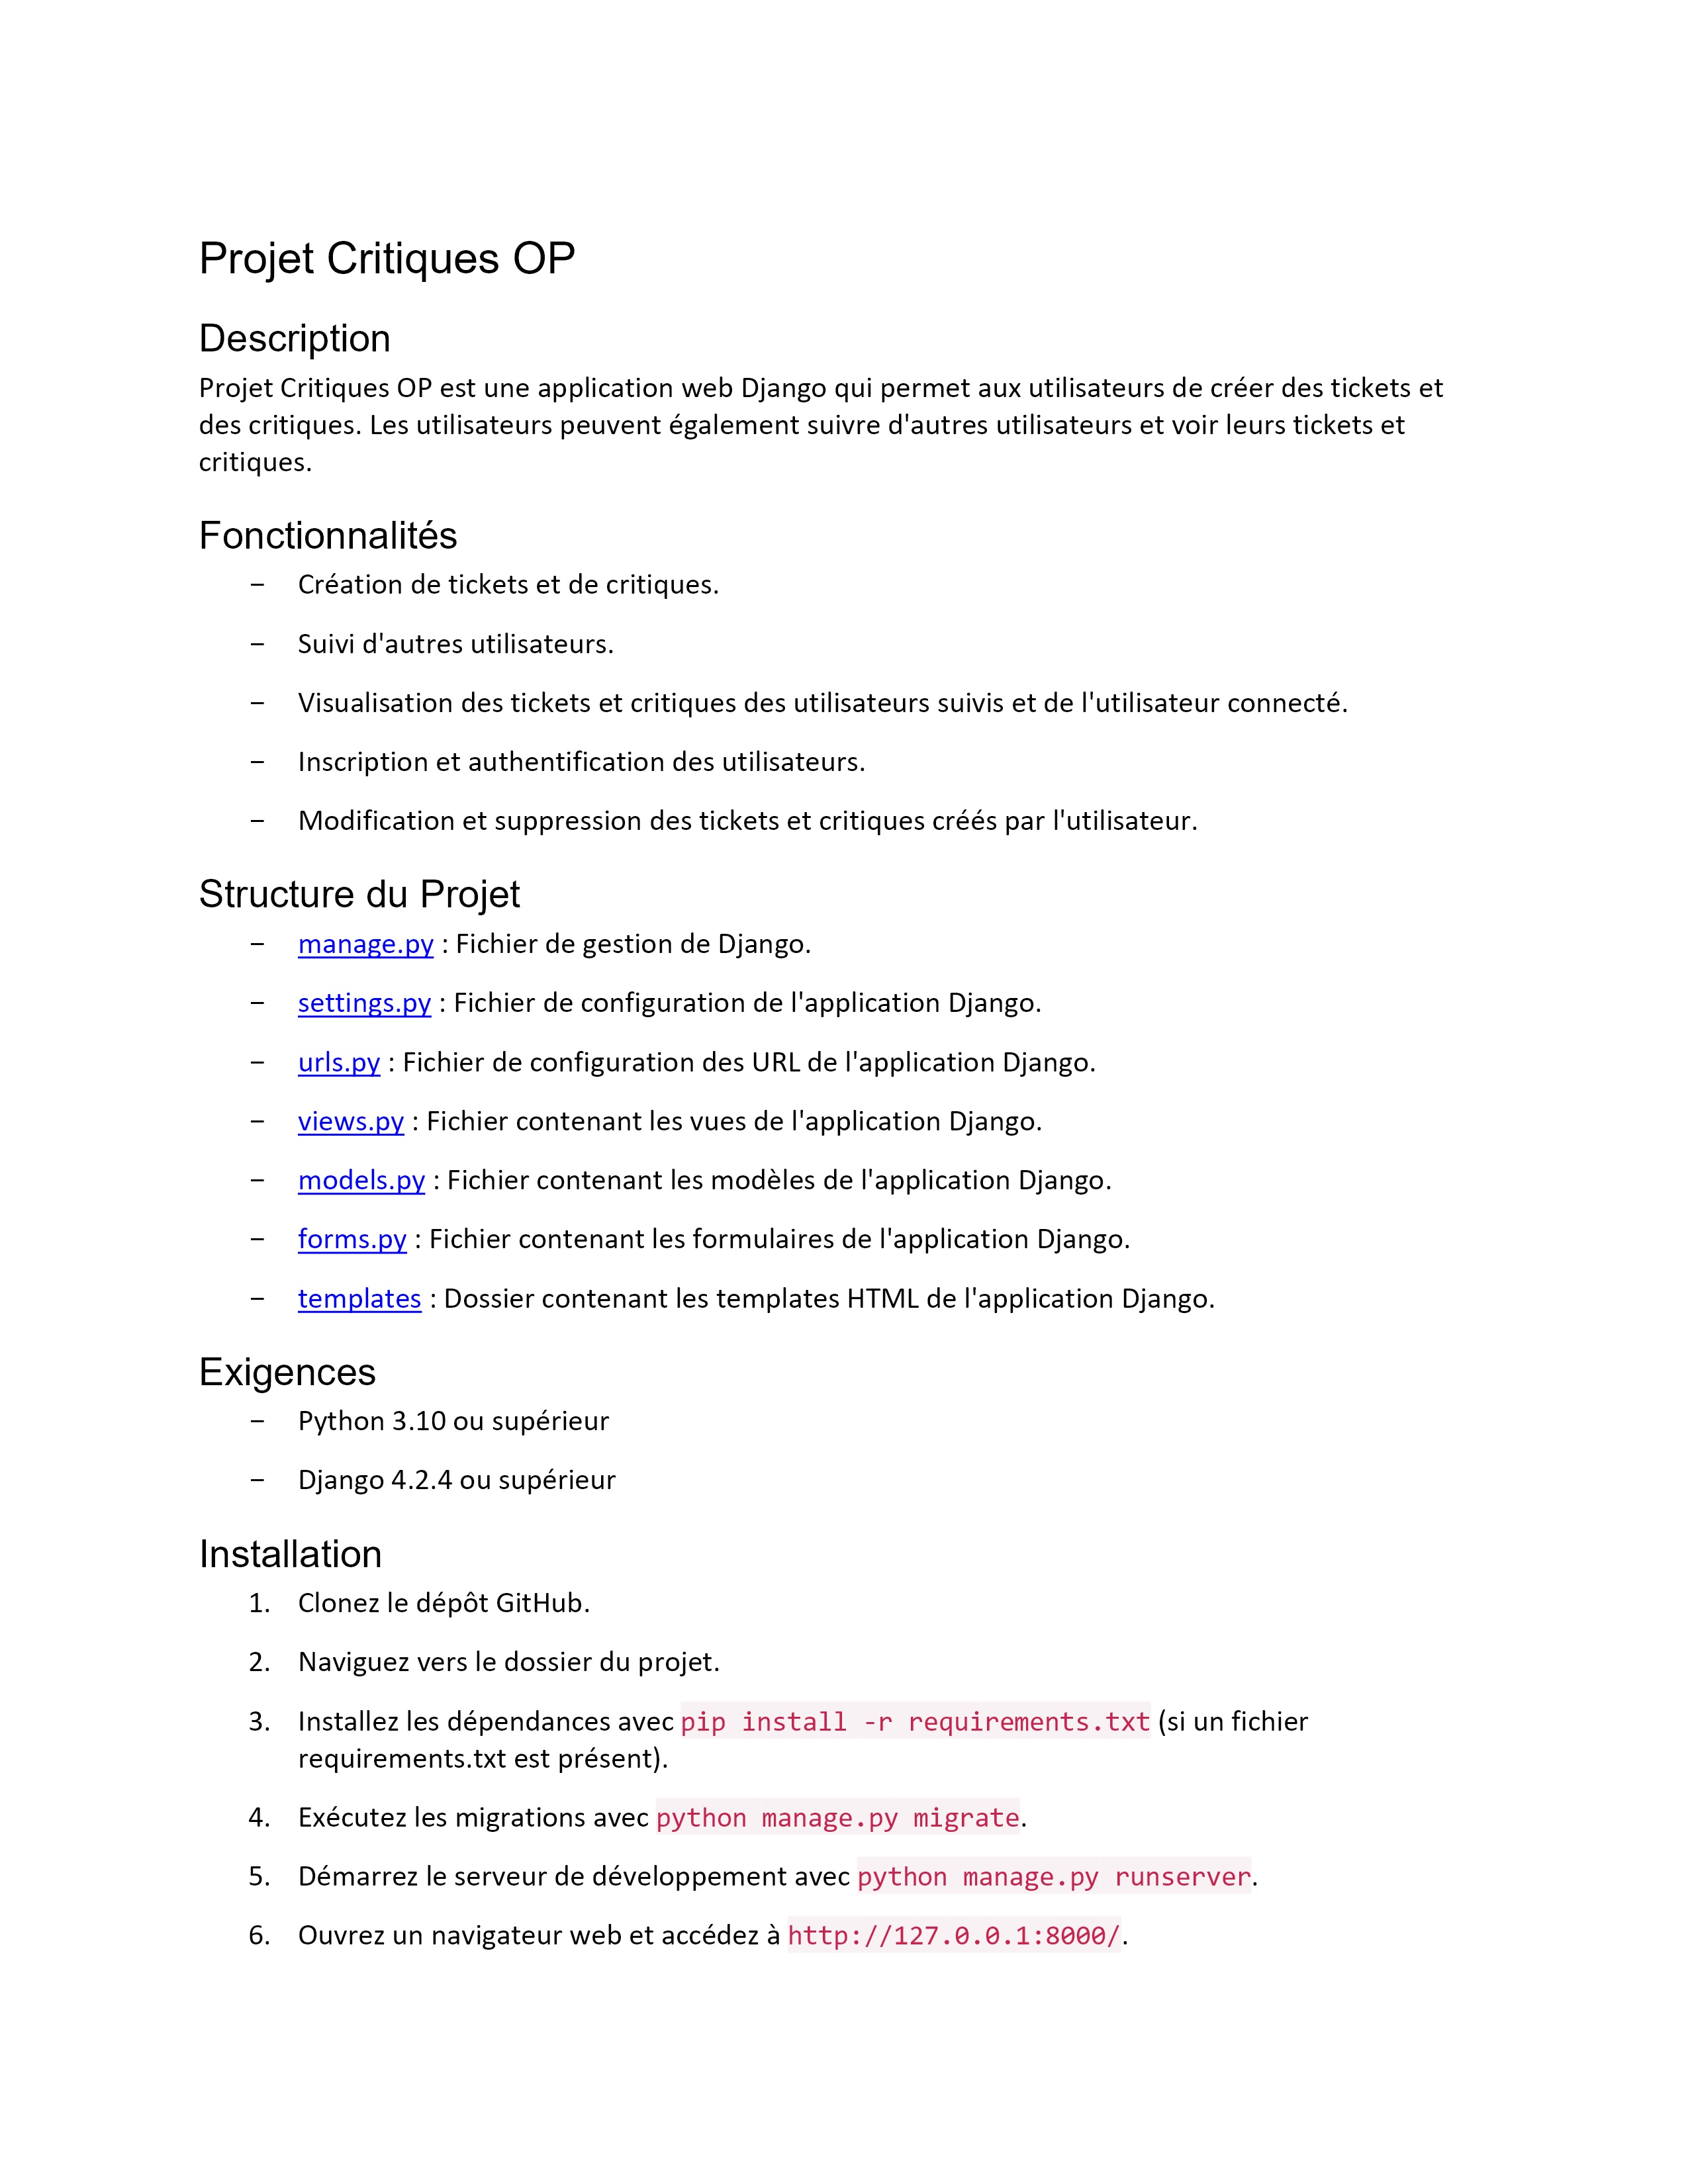 Projet Critiques OP
Description
Projet Critiques OP est une application web Django qui permet aux utilisateurs de créer des tickets et
des critiques. Les utilisateurs peuvent également suivre d'autres utilisateurs et voir leurs tickets et
critiques.
Fonctionnalités
– Création de tickets et de critiques.
– Suivi d'autres utilisateurs.
– Visualisation des tickets et critiques des utilisateurs suivis et de l'utilisateur connecté.
– Inscription et authentification des utilisateurs.
– Modification et suppression des tickets et critiques créés par l'utilisateur.
Structure du Projet
– manage.py : Fichier de gestion de Django.
– settings.py : Fichier de configuration de l'application Django.
– urls.py : Fichier de configuration des URL de l'application Django.
– views.py : Fichier contenant les vues de l'application Django.
– models.py : Fichier contenant les modèles de l'application Django.
– forms.py : Fichier contenant les formulaires de l'application Django.
– templates : Dossier contenant les templates HTML de l'application Django.
Exigences
– Python 3.10 ou supérieur
– Django 4.2.4 ou supérieur
Installation
1. Clonez le dépôt GitHub.
2. Naviguez vers le dossier du projet.
3. Installez les dépendances avec pip install -r requirements.txt (si un fichier
requirements.txt est présent).
4. Exécutez les migrations avec python manage.py migrate.
5. Démarrez le serveur de développement avec python manage.py runserver.
6. Ouvrez un navigateur web et accédez à http://127.0.0.1:8000/.